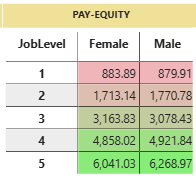 PAY-EQUITY
JobLevel Female Male
1 883.89 879.91
2 1,713.14 1,770.78
3 3,163.83 3,078.43
4 4,858.02 4,921.84
5 6,041.03 6,268.97